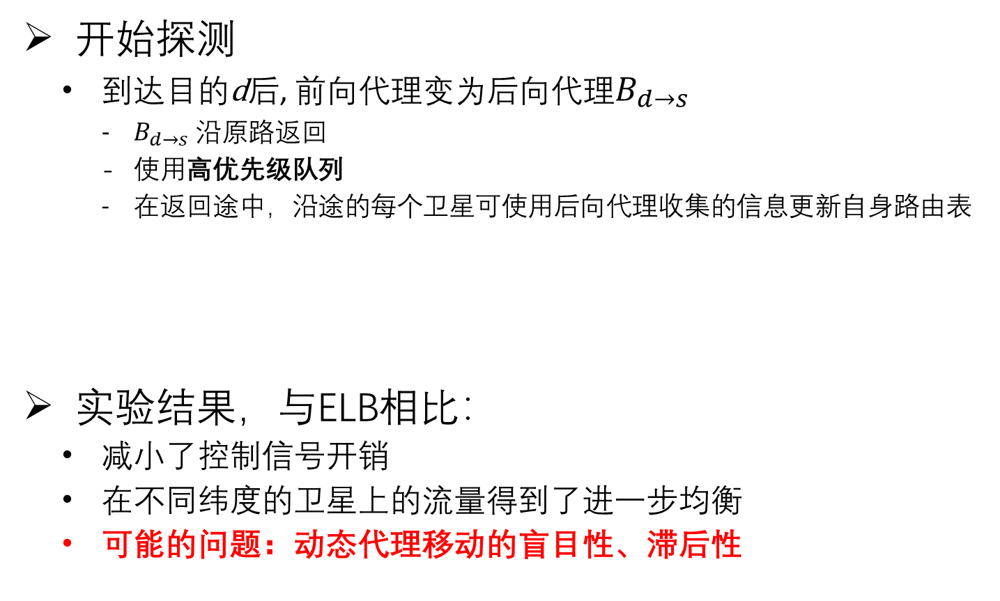 ➢ 开始探测
• 到达目的d后, 前向代理变为后向代理B_{d→s}
- B_{d→s} 沿原路返回
- 使用高优先级队列
- 在返回途中，沿途的每个卫星可使用后向代理收集的信息更新自身路由表
➢ 实验结果，与ELB相比：
• 减小了控制信号开销
• 在不同纬度的卫星上的流量得到了进一步均衡
• 可能的问题：动态代理移动的盲目性、滞后性